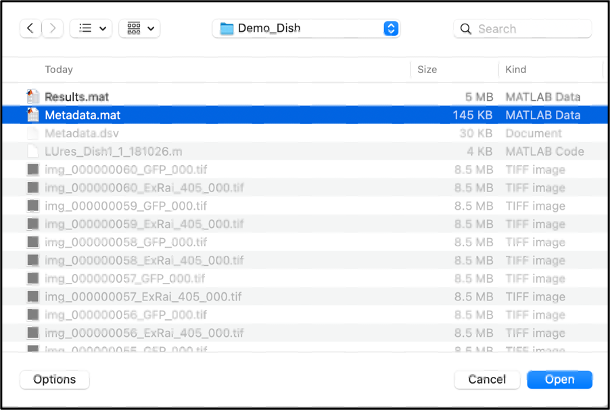 Demo_Dish
Search
Today Size Kind
Results.mat 5 MB MATLAB Data
Metadata.mat 145 KB MATLAB Data
Metadata.dsv 30 KB Document
LUres_Dish1_1_181026.m 4 KB MATLAB Code
img_000000060_GFP_000.tif 8.5 MB TIFF image
img_000000060_ExRai_405_000.tif 8.5 MB TIFF image
img_000000059_GFP_000.tif 8.5 MB TIFF image
img_000000059_ExRai_405_000.tif 8.5 MB TIFF image
img_000000058_GFP_000.tif 8.5 MB TIFF image
img_000000058_ExRai_405_000.tif 8.5 MB TIFF image
img_000000057_GFP_000.tif 8.5 MB TIFF image
img_000000057_ExRai_405_000.tif 8.5 MB TIFF image
img_000000056_GFP_000.tif 8.5 MB TIFF image
img_000000056_ExRai_405_000.tif 8.5 MB TIFF image
img_000000055_GFP_000.tif 8.5 MB TIFF image
Options Cancel Open